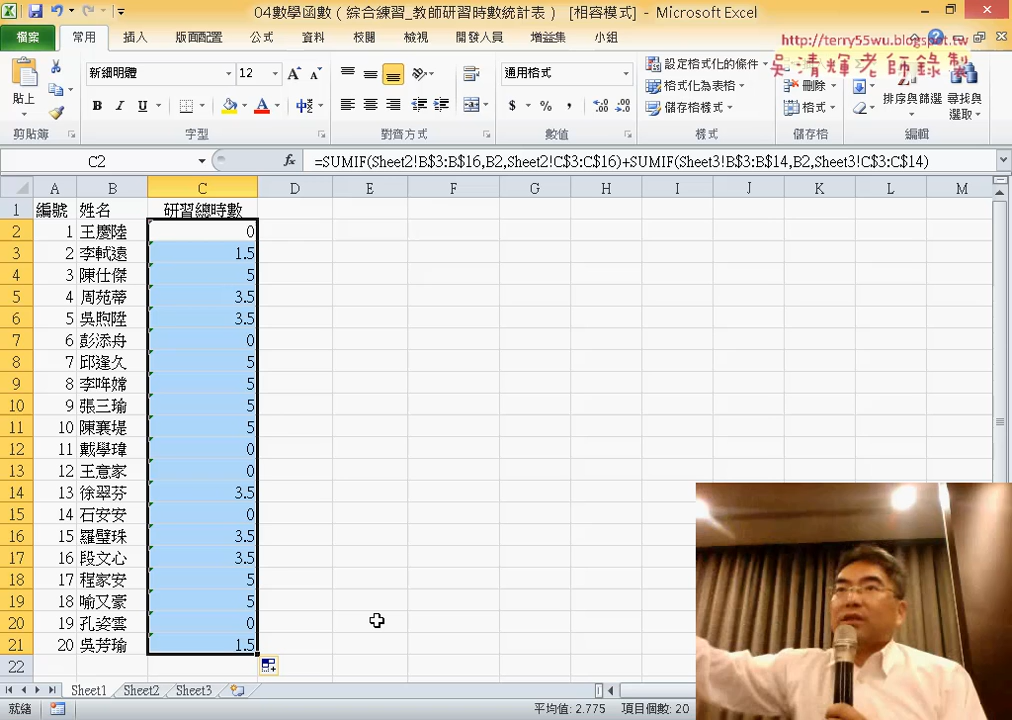 04數學函數（綜合練習_教師研習時數統計表） [相容模式] - Microsoft Excel
http://terry55wu.blogspot.tw
吳清輝老師錄製
檔案 常用 插入 版面配置 公式 資料 校閱 檢視 開發人員 增益集 小組
貼上 新細明體 12 通用格式 設定格式化的條件
B I U 中 $ % , 格式化為表格 刪除 排序與篩選 尋找與選取
儲存格樣式 格式
剪貼簿 字型 對齊方式 數值 樣式 儲存格 編輯
C2 fx =SUMIF(Sheet2!B$3:B$16,B2,Sheet2!C$3:C$16)+SUMIF(Sheet3!B$3:B$14,B2,Sheet3!C$3:C$14)
A B C D E F G H I J K L M
1 編號 姓名 研習總時數
2 1 王慶陸 0
3 2 李軾遠 1.5
4 3 陳仕傑 5
5 4 周苑蒂 3.5
6 5 吳煦陞 3.5
7 6 彭添舟 0
8 7 邱逢久 5
9 8 李哖嫦 5
10 9 張三瑜 5
11 10 陳襄堤 5
12 11 戴學瑋 0
13 12 王意家 0
14 13 徐翠芬 3.5
15 14 石安安 0
16 15 羅璧珠 3.5
17 16 段文心 3.5
18 17 程家安 5
19 18 喻又豪 5
20 19 孔姿雲 0
21 20 吳芳瑜 1.5
22
Sheet1 Sheet2 Sheet3
就緒 平均值: 2.775 項目個數: 20